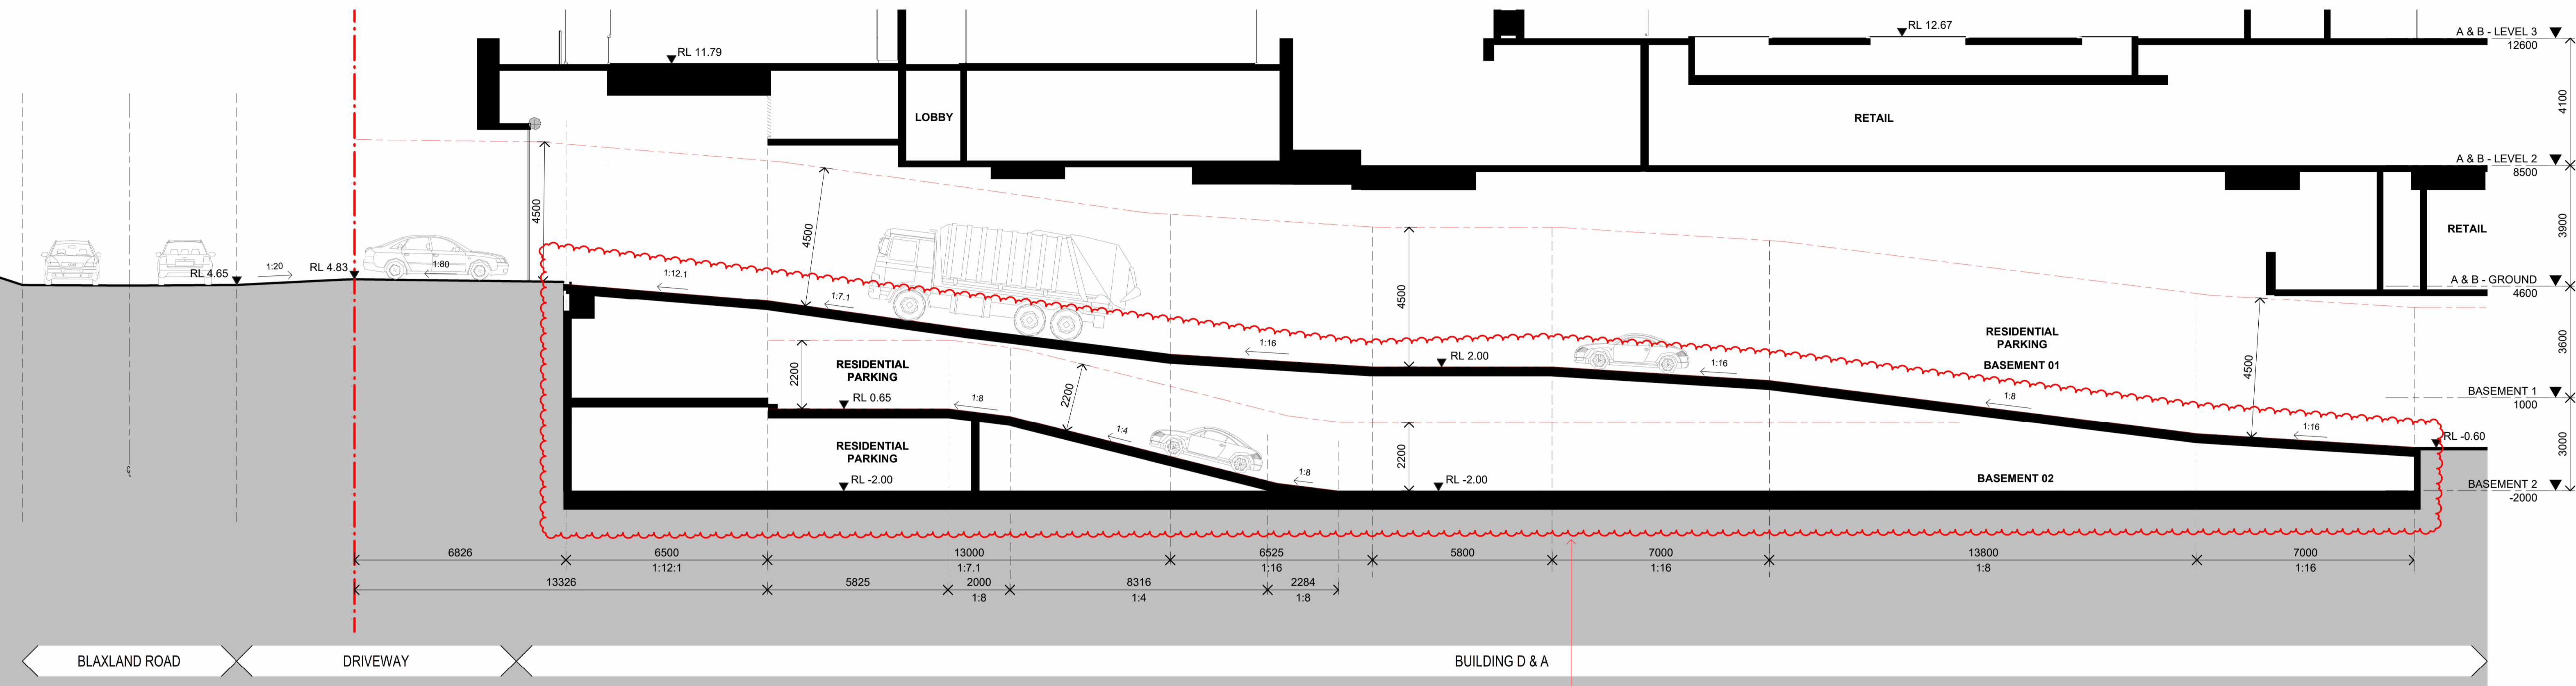 RL 11.79
RL 12.67
A & B - LEVEL 3
12600
4100
LOBBY
RETAIL
A & B - LEVEL 2
8500
4500
4500
3900
RETAIL
4500
RL 4.65
1:20
RL 4.83
1:80
1:12.1
1:7.1
A & B - GROUND
4600
1:16
RL 2.00
1:16
RESIDENTIAL
PARKING
BASEMENT 01
3600
4500
2200
RESIDENTIAL
PARKING
2200
RL 0.65
1:8
1:8
BASEMENT 1
1000
1:4
1:16
RL -0.60
RESIDENTIAL
PARKING
2200
3000
RL -2.00
1:8
RL -2.00
BASEMENT 02
BASEMENT 2
-2000
6826
6500
13000
6525
5800
7000
13800
7000
1:12:1
1:7.1
1:16
1:16
1:8
1:16
13326
5825
2000
8316
2284
1:8
1:4
1:8
BLAXLAND ROAD
DRIVEWAY
BUILDING D & A